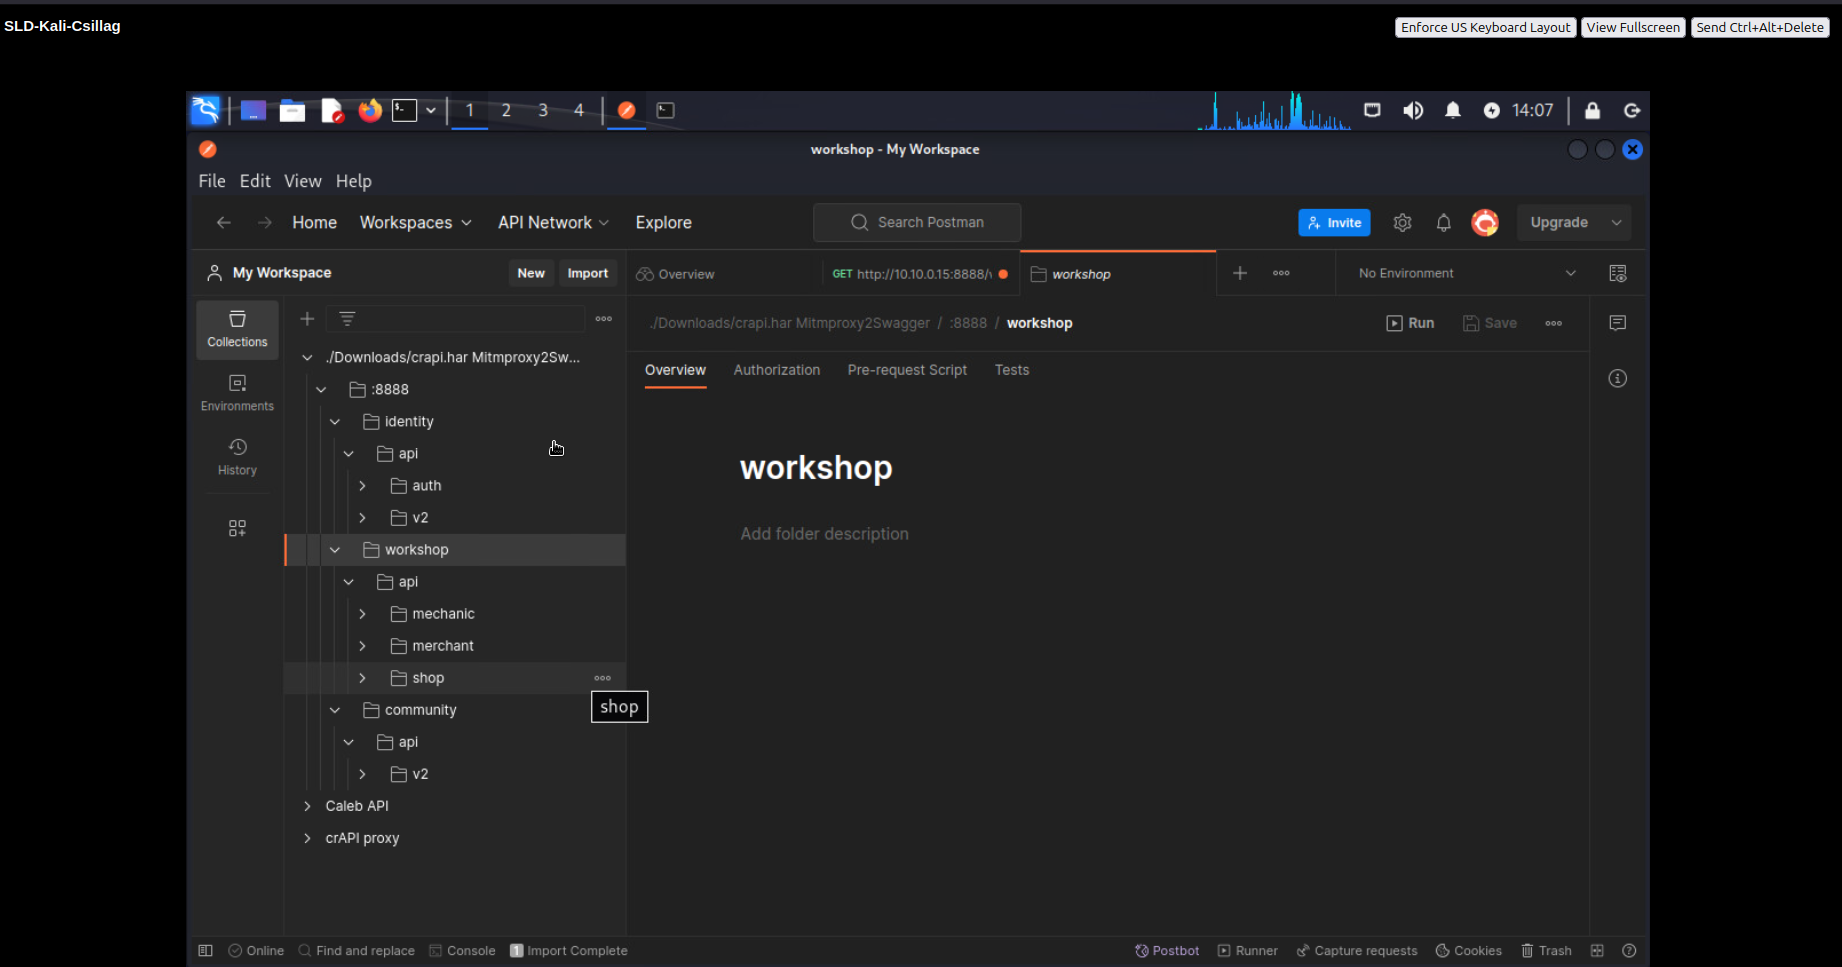 SLD-Kali-Csillag
Enforce US Keyboard Layout View Fullscreen Send Ctrl+Alt+Delete
1 2 3 4 14:07
workshop - My Workspace
File Edit View Help
Home Workspaces API Network Explore Search Postman Invite Upgrade
My Workspace New Import Overview GET http://10.10.0.15:8888/ workshop No Environment
Collections
Environments
History
./Downloads/crapi.har Mitmproxy2Sw...
:8888
identity
api
auth
v2
workshop
api
mechanic
merchant
shop
shop
community
api
v2
Caleb API
crAPI proxy
./Downloads/crapi.har Mitmproxy2Swagger / :8888 / workshop Run Save
Overview Authorization Pre-request Script Tests
workshop
Add folder description
Online Find and replace Console 1 Import Complete Postbot Runner Capture requests Cookies Trash